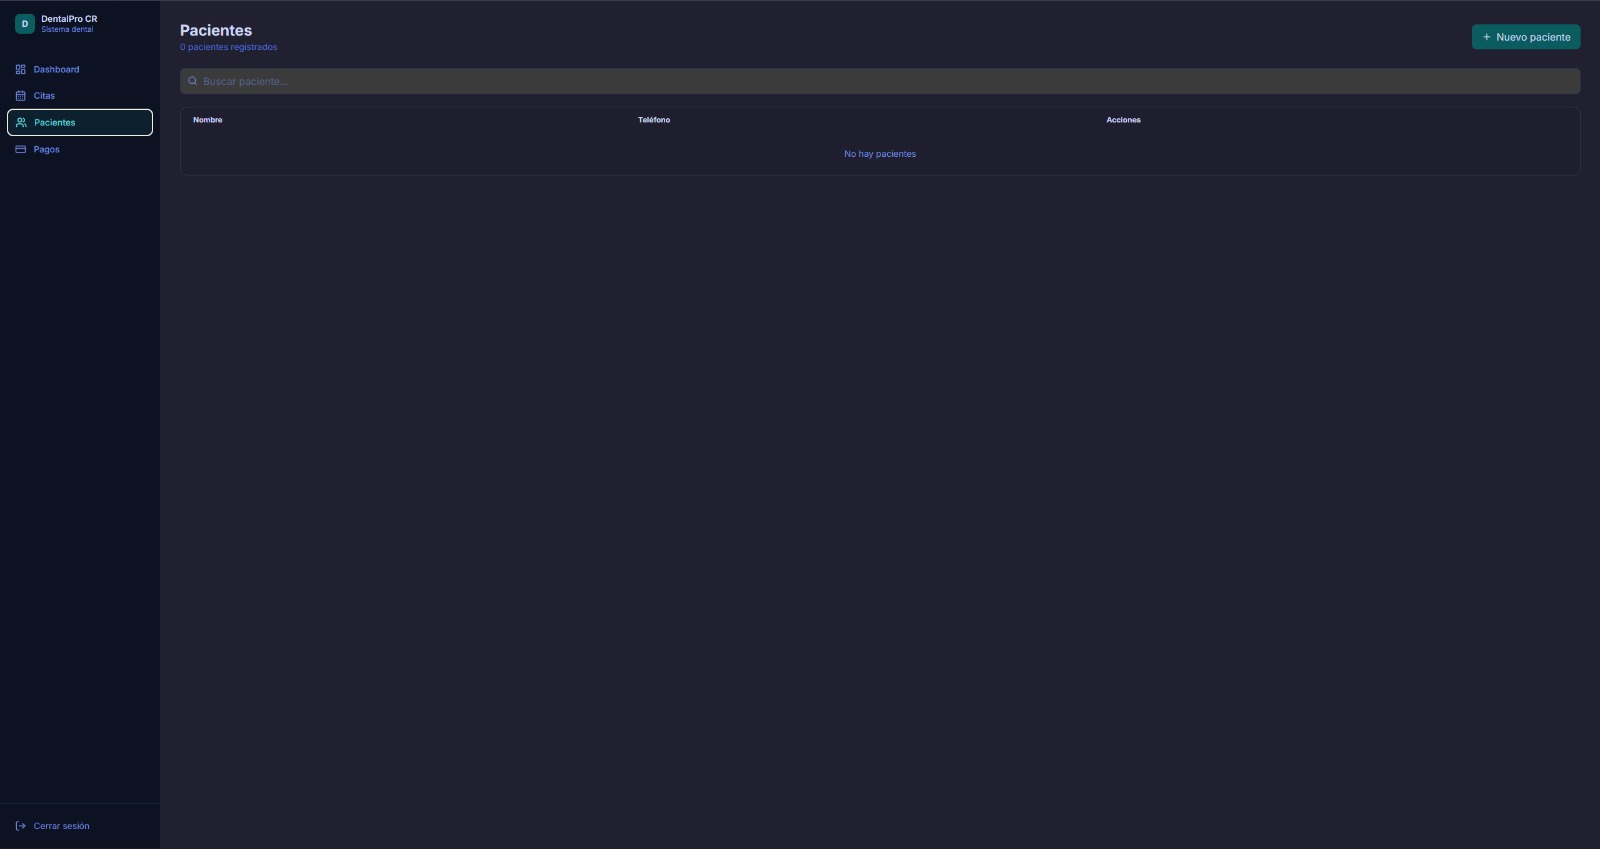 D
DentalPro CR
Sistema dental
Dashboard
Citas
Pacientes
Pagos
Cerrar sesión
Pacientes
0 pacientes registrados
+ Nuevo paciente
Buscar paciente...
Nombre Teléfono Acciones
No hay pacientes